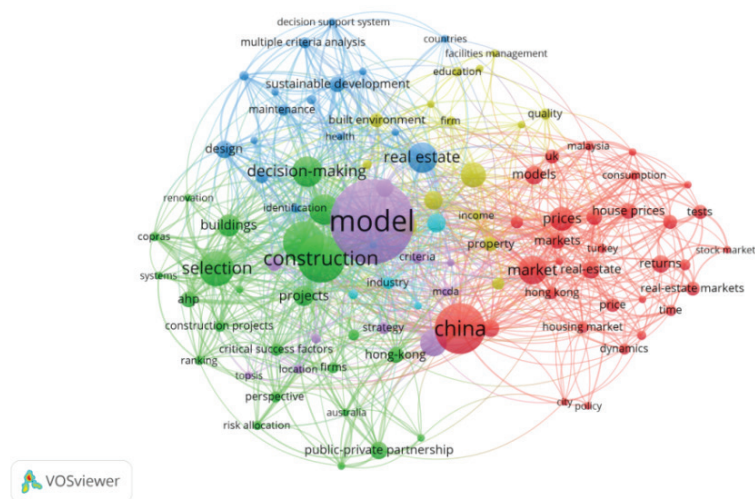 decision support system
multiple criteria analysis
countries
facilities management
education
sustainable development
maintenance
built environment
firm
quality
health
design
real estate
uk
malaysia
decision-making
models
consumption
renovation
identification
buildings
model
income
prices
house prices
tests
copras
construction
criteria
property
markets
turkey
stock market
systems
selection
industry
market
real-estate
returns
ahp
projects
mcda
hong kong
price
real-estate markets
time
construction projects
strategy
china
housing market
ranking
critical success factors
hong-kong
dynamics
topsis
location
firms
perspective
city
policy
risk allocation
australia
public-private partnership
VOSviewer